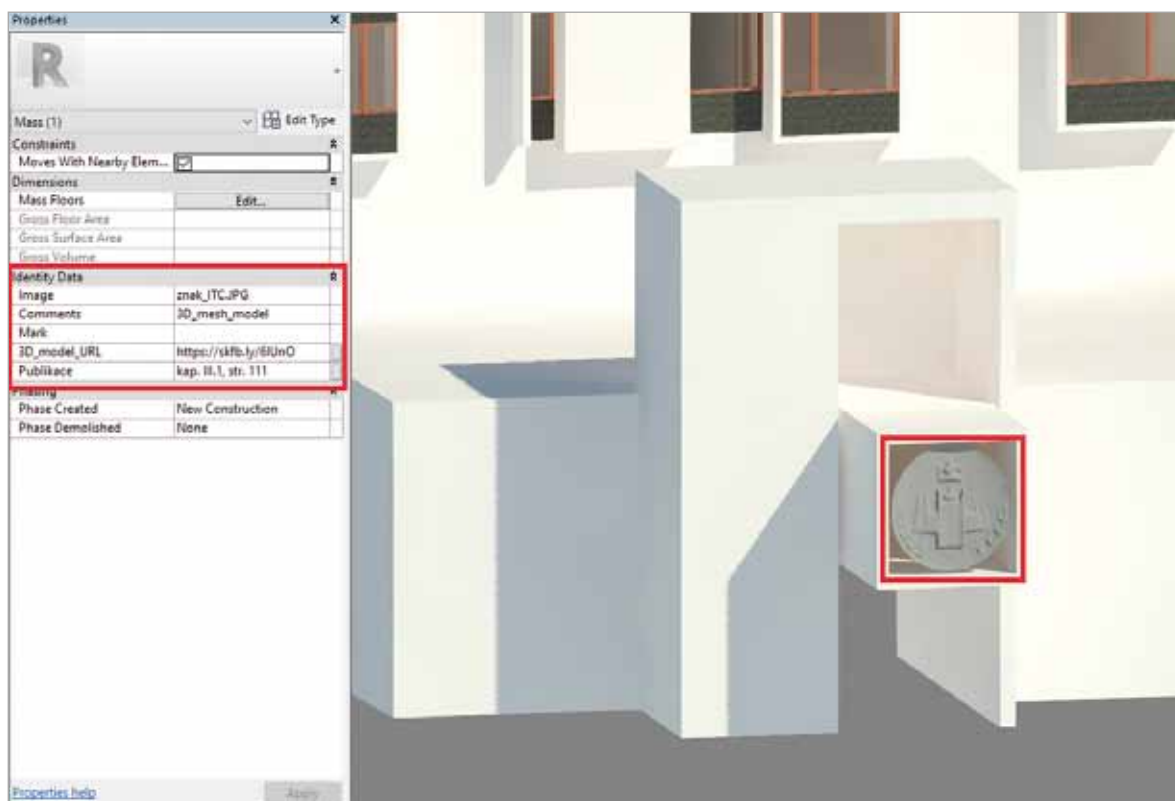 Properties
R
Mass (1) Edit Type
Constraints
Moves With Nearby Elem...
Dimensions
Mass Floors Edit...
Gross Floor Area
Gross Surface Area
Gross Volume
Identity Data
Image znak_ITC.JPG
Comments 3D_mesh_model
Mark
3D_model_URL https://skfb.ly/6IUnO
Publikace kap. III.1, str. 111
Phasing
Phase Created New Construction
Phase Demolished None
Properties help Apply